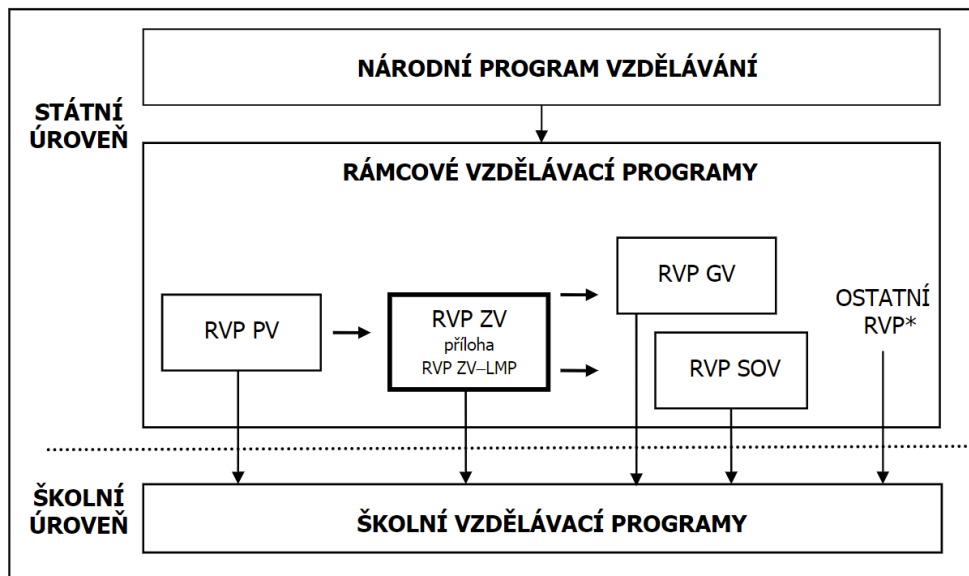 NÁRODNÍ PROGRAM VZDĚLÁVÁNÍ
STÁTNÍ
ÚROVEŇ
RÁMCOVÉ VZDĚLÁVACÍ PROGRAMY
RVP PV
RVP ZV
příloha
RVP ZV–LMP
RVP GV
RVP SOV
OSTATNÍ
RVP*
ŠKOLNÍ
ÚROVEŇ
ŠKOLNÍ VZDĚLÁVACÍ PROGRAMY